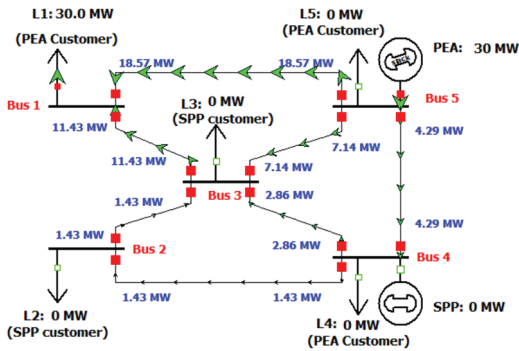 L1: 30.0 MW
(PEA Customer)
L5: 0 MW
(PEA Customer)
PEA: 30 MW
18.57 MW
18.57 MW
Bus 1
L3: 0 MW
(SPP customer)
Bus 5
11.43 MW
7.14 MW
4.29 MW
11.43 MW
7.14 MW
1.43 MW
Bus 3
2.86 MW
1.43 MW
Bus 2
2.86 MW
4.29 MW
Bus 4
1.43 MW
1.43 MW
L2: 0 MW
(SPP customer)
L4: 0 MW
(PEA Customer)
SPP: 0 MW